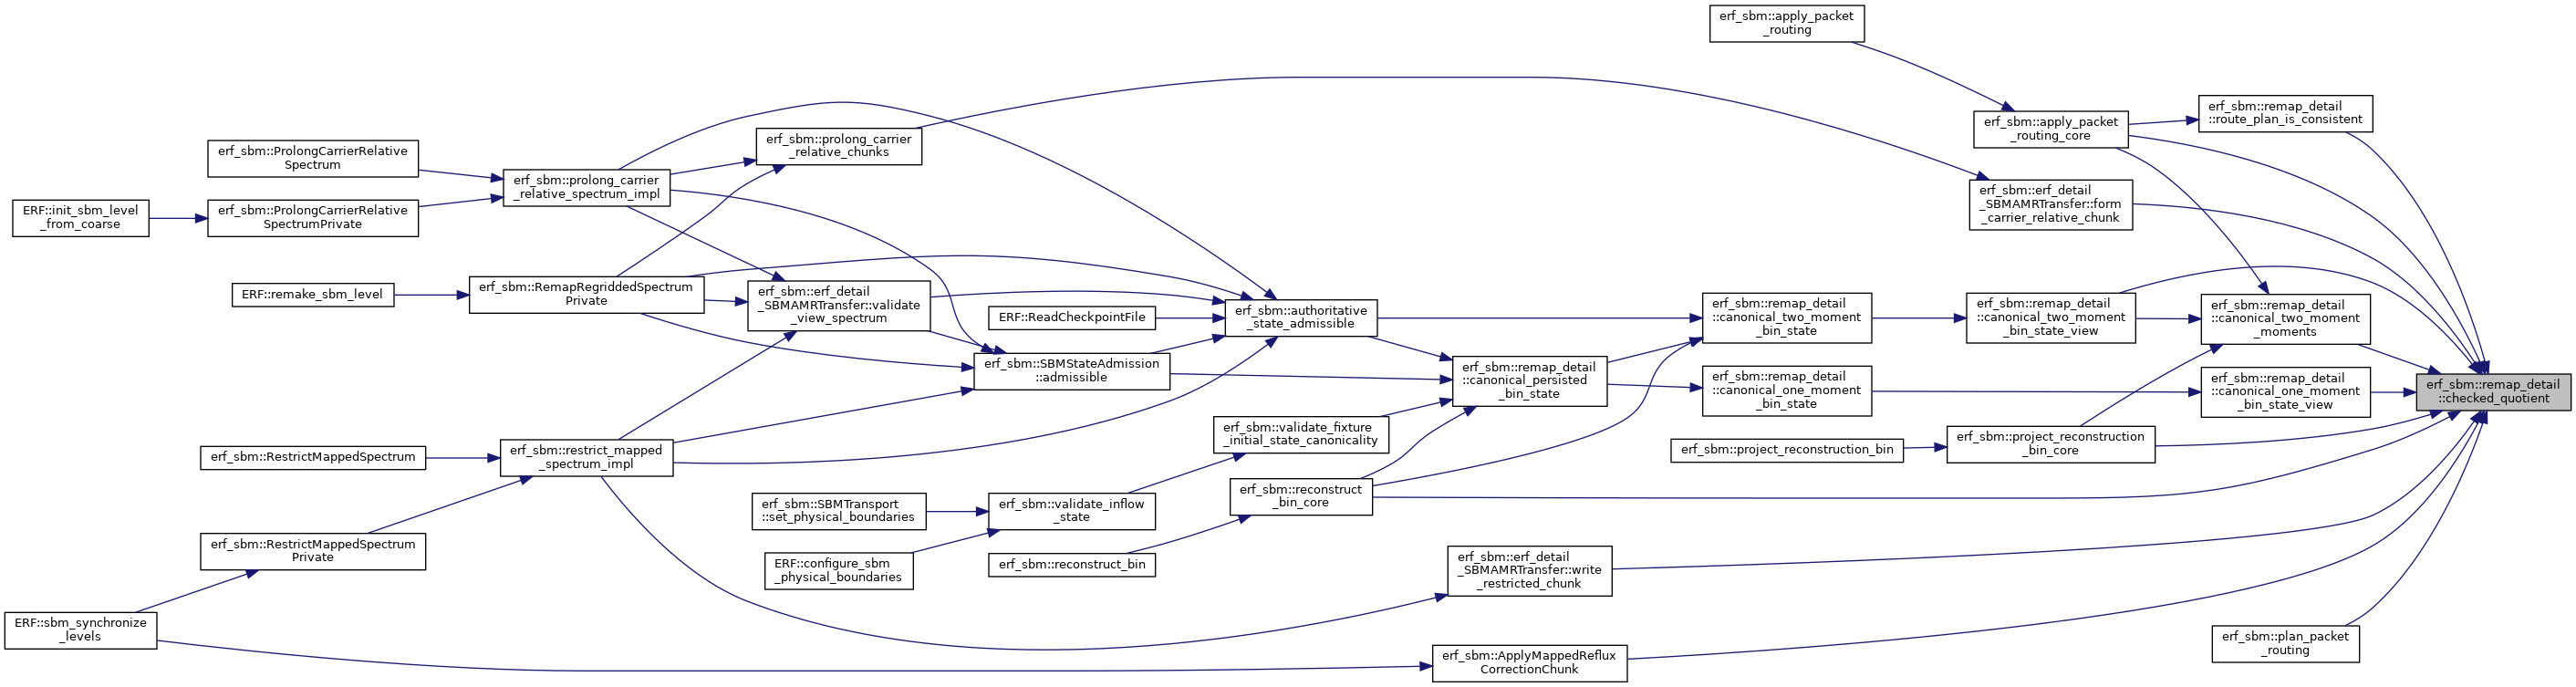 erf_sbm::apply_packet
_routing
erf_sbm::remap_detail
::route_plan_is_consistent
erf_sbm::apply_packet
_routing_core
erf_sbm::prolong_carrier
_relative_chunks
erf_sbm::ProlongCarrierRelative
Spectrum
erf_sbm::prolong_carrier
_relative_spectrum_impl
erf_sbm::erf_detail
_SBMAMRTransfer::form
_carrier_relative_chunk
ERF::init_sbm_level
_from_coarse
erf_sbm::ProlongCarrierRelative
SpectrumPrivate
ERF::remake_sbm_level
erf_sbm::RemapRegriddedSpectrum
Private
erf_sbm::erf_detail
_SBMAMRTransfer::validate
_view_spectrum
ERF::ReadCheckpointFile
erf_sbm::authoritative
_state_admissible
erf_sbm::remap_detail
::canonical_two_moment
_bin_state
erf_sbm::remap_detail
::canonical_two_moment
_bin_state_view
erf_sbm::remap_detail
::canonical_two_moment
_moments
erf_sbm::SBMStateAdmission
::admissible
erf_sbm::remap_detail
::canonical_persisted
_bin_state
erf_sbm::remap_detail
::canonical_one_moment
_bin_state
erf_sbm::remap_detail
::canonical_one_moment
_bin_state_view
erf_sbm::remap_detail
::checked_quotient
erf_sbm::validate_fixture
_initial_state_canonicality
erf_sbm::project_reconstruction_bin
erf_sbm::project_reconstruction
_bin_core
erf_sbm::RestrictMappedSpectrum
erf_sbm::restrict_mapped
_spectrum_impl
erf_sbm::SBMTransport
::set_physical_boundaries
erf_sbm::validate_inflow
_state
erf_sbm::reconstruct
_bin_core
erf_sbm::RestrictMappedSpectrum
Private
ERF::configure_sbm
_physical_boundaries
erf_sbm::reconstruct_bin
erf_sbm::erf_detail
_SBMAMRTransfer::write
_restricted_chunk
ERF::sbm_synchronize
_levels
erf_sbm::ApplyMappedReflux
CorrectionChunk
erf_sbm::plan_packet
_routing